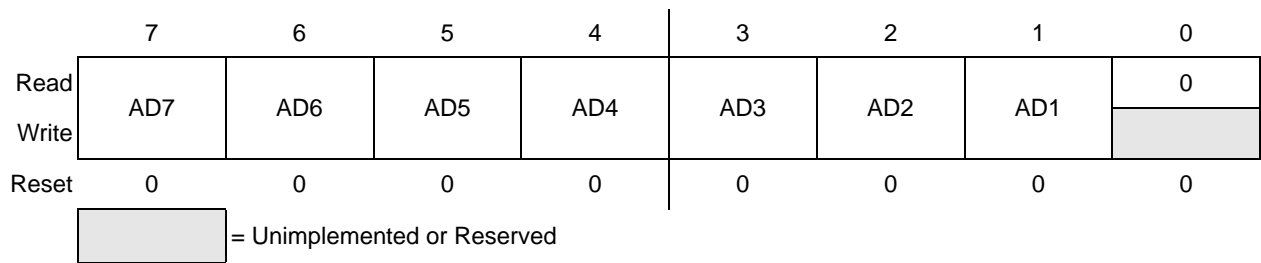 7 6 5 4 3 2 1 0
Read 0
AD7 AD6 AD5 AD4 AD3 AD2 AD1
Write
Reset 0 0 0 0 0 0 0 0
= Unimplemented or Reserved